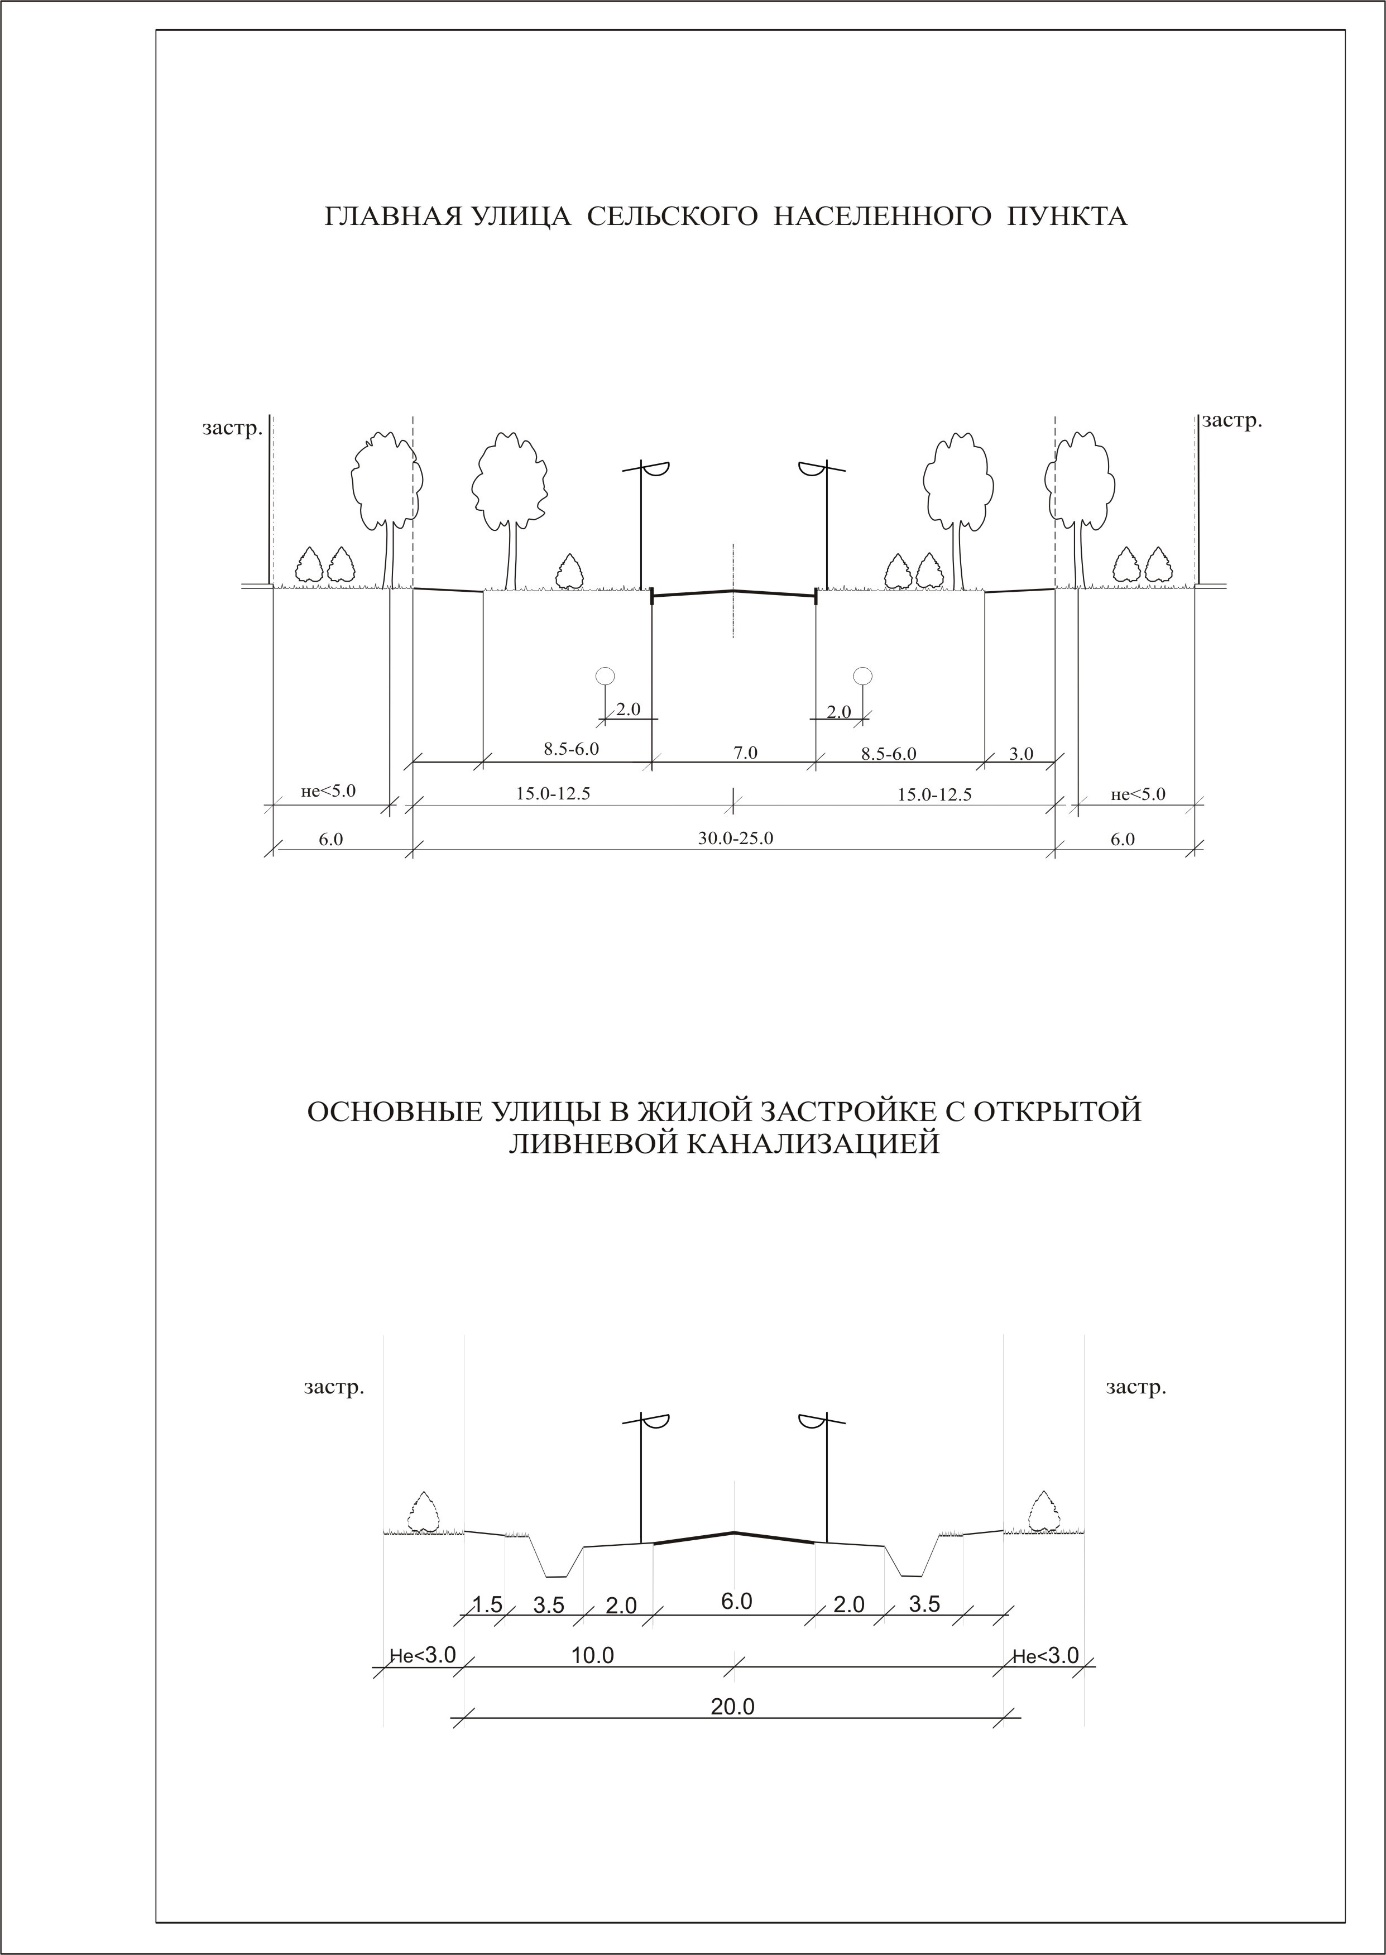 ГЛАВНАЯ УЛИЦА СЕЛЬСКОГО НАСЕЛЕННОГО ПУНКТА
застр. застр.
2.0 2.0
8.5-6.0 7.0 8.5-6.0 3.0
не<5.0 15.0-12.5 15.0-12.5 не<5.0
6.0 30.0-25.0 6.0
ОСНОВНЫЕ УЛИЦЫ В ЖИЛОЙ ЗАСТРОЙКЕ С ОТКРЫТОЙ
ЛИВНЕВОЙ КАНАЛИЗАЦИЕЙ
застр. застр.
1.5 3.5 2.0 6.0 2.0 3.5
Не<3.0 10.0 Не<3.0
20.0